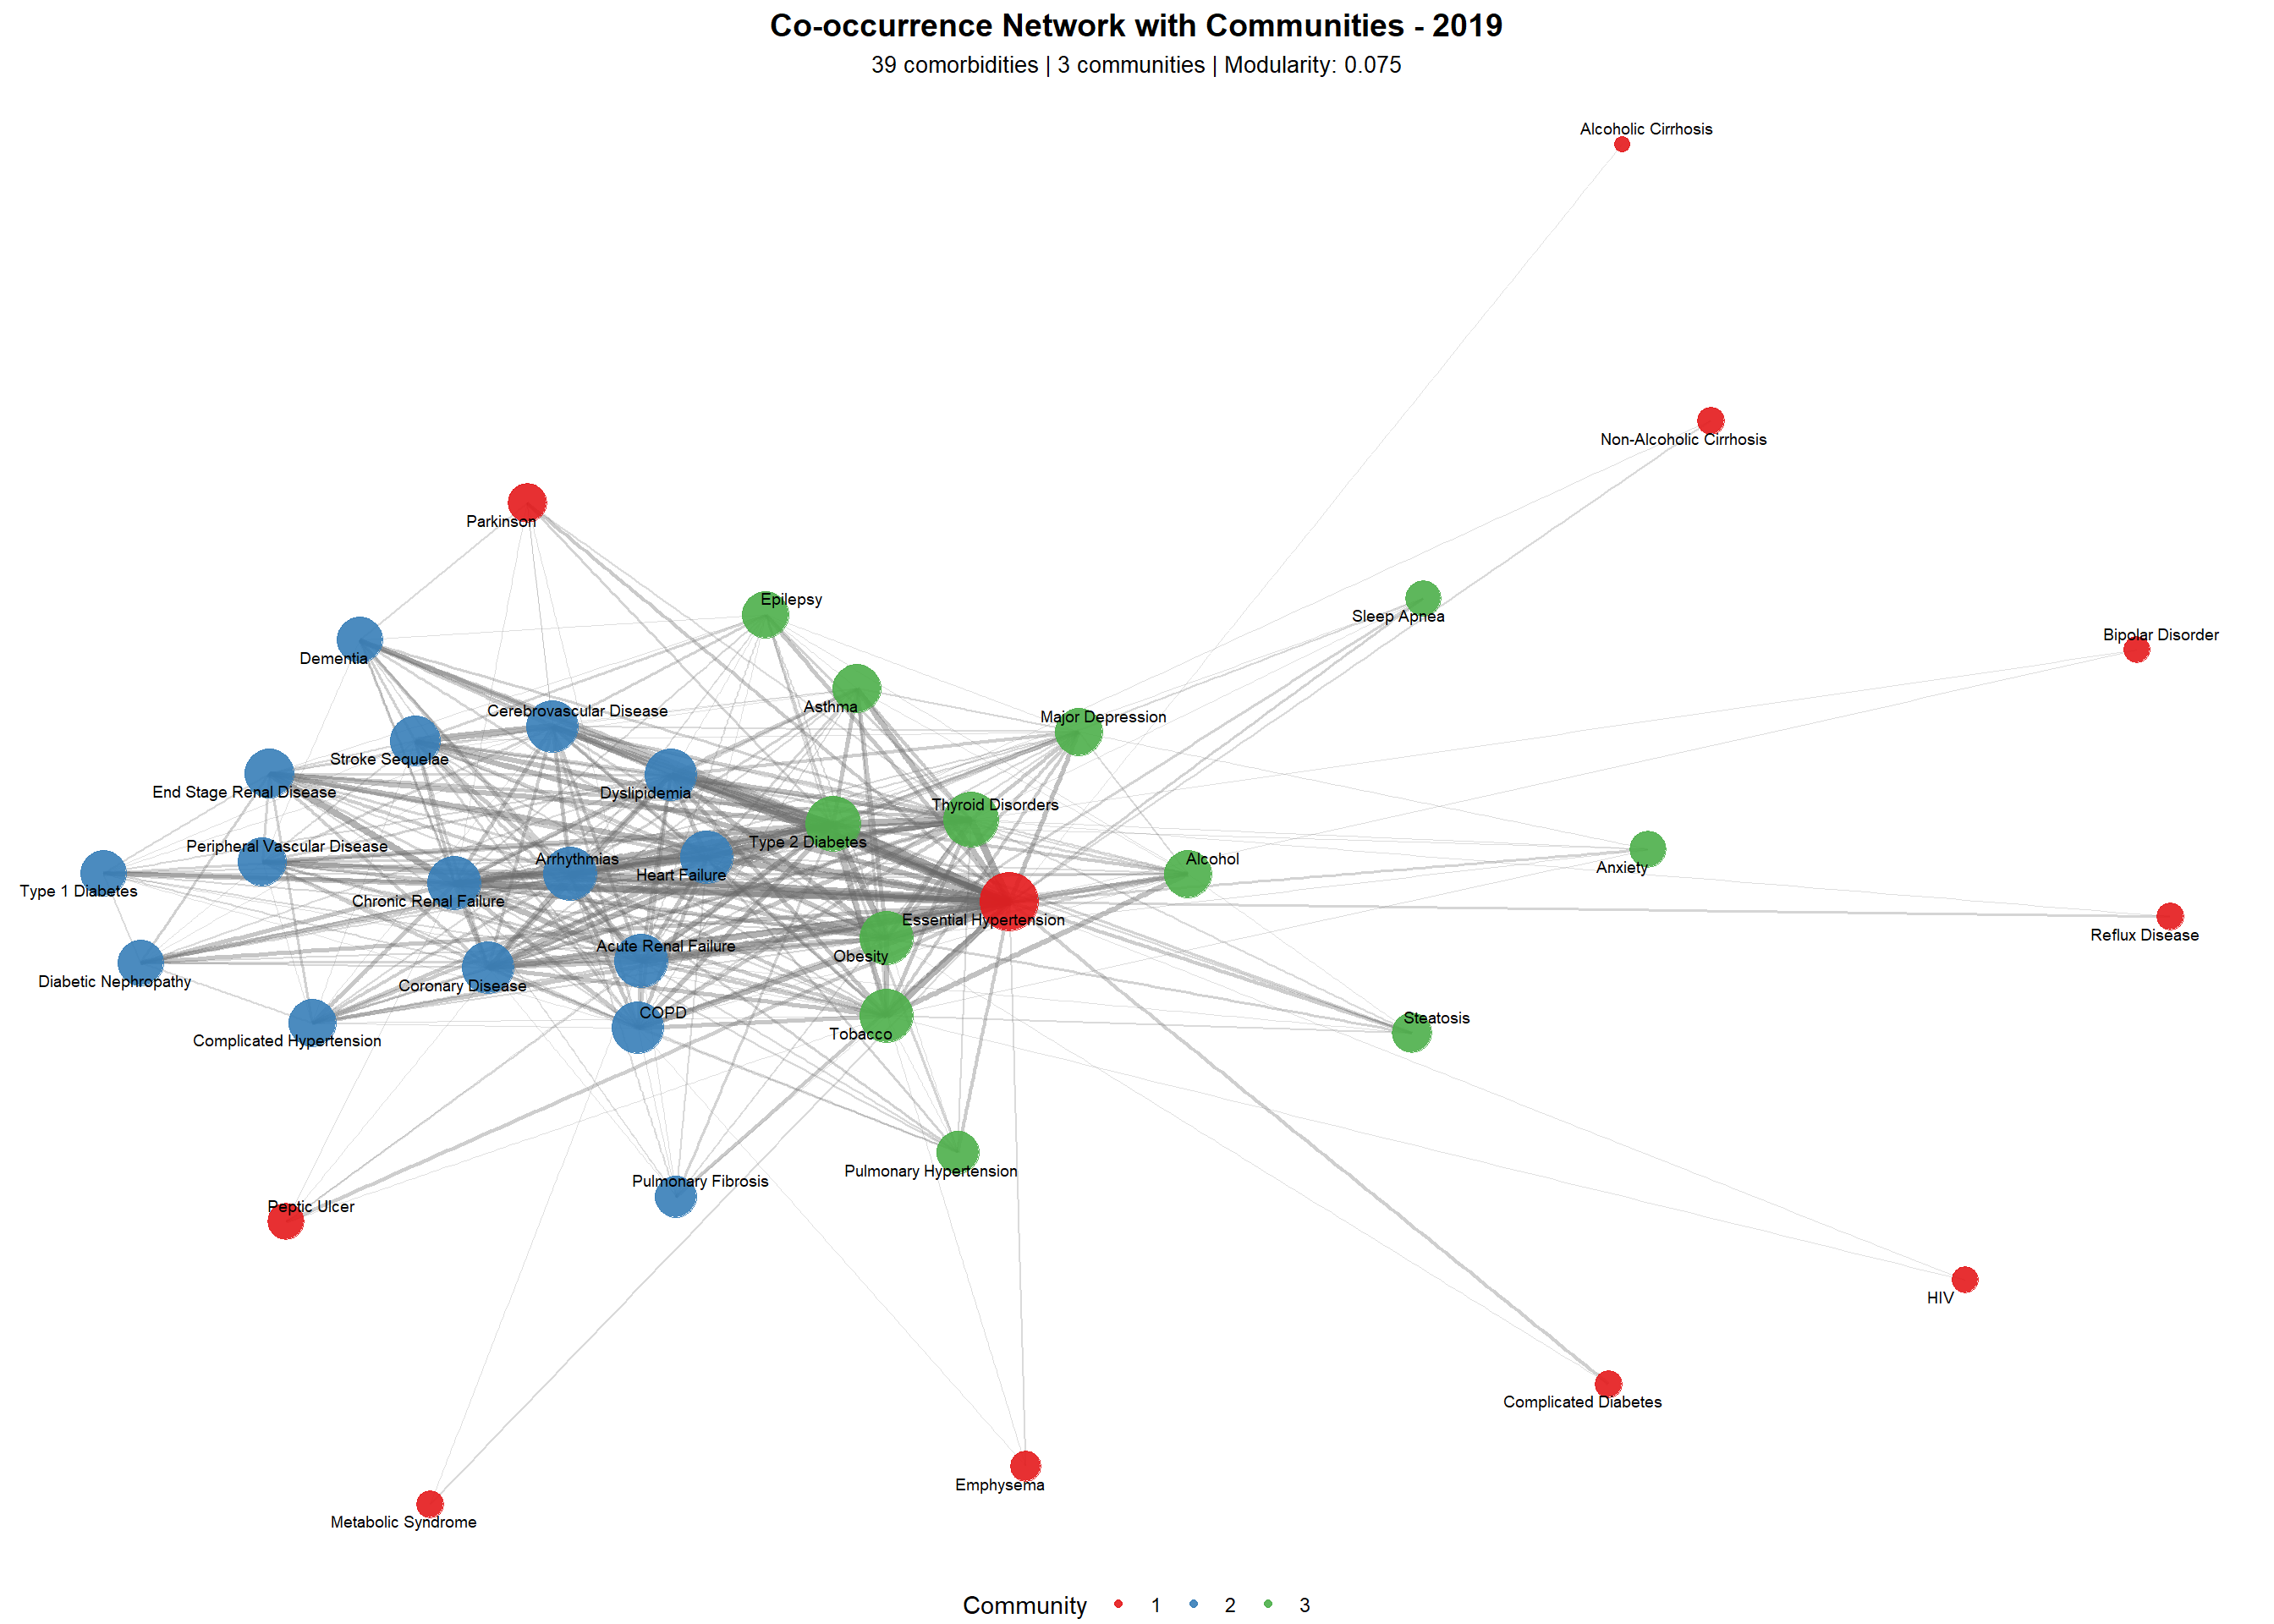 Co-occurrence Network with Communities - 2019
39 comorbidities | 3 communities | Modularity: 0.075
Alcoholic Cirrhosis
Non-Alcoholic Cirrhosis
Parkinson
Epilepsy
Sleep Apnea
Bipolar Disorder
Dementia
Asthma
Cerebrovascular Disease
Major Depression
Stroke Sequelae
End Stage Renal Disease
Dyslipidemia
Thyroid Disorders
Type 2 Diabetes
Peripheral Vascular Disease
Arrhythmias
Alcohol
Anxiety
Heart Failure
Type 1 Diabetes
Chronic Renal Failure
Essential Hypertension
Reflux Disease
Acute Renal Failure
Obesity
Diabetic Nephropathy
Coronary Disease
COPD
Steatosis
Tobacco
Complicated Hypertension
Pulmonary Hypertension
Pulmonary Fibrosis
Peptic Ulcer
HIV
Complicated Diabetes
Emphysema
Metabolic Syndrome
Community 1 2 3